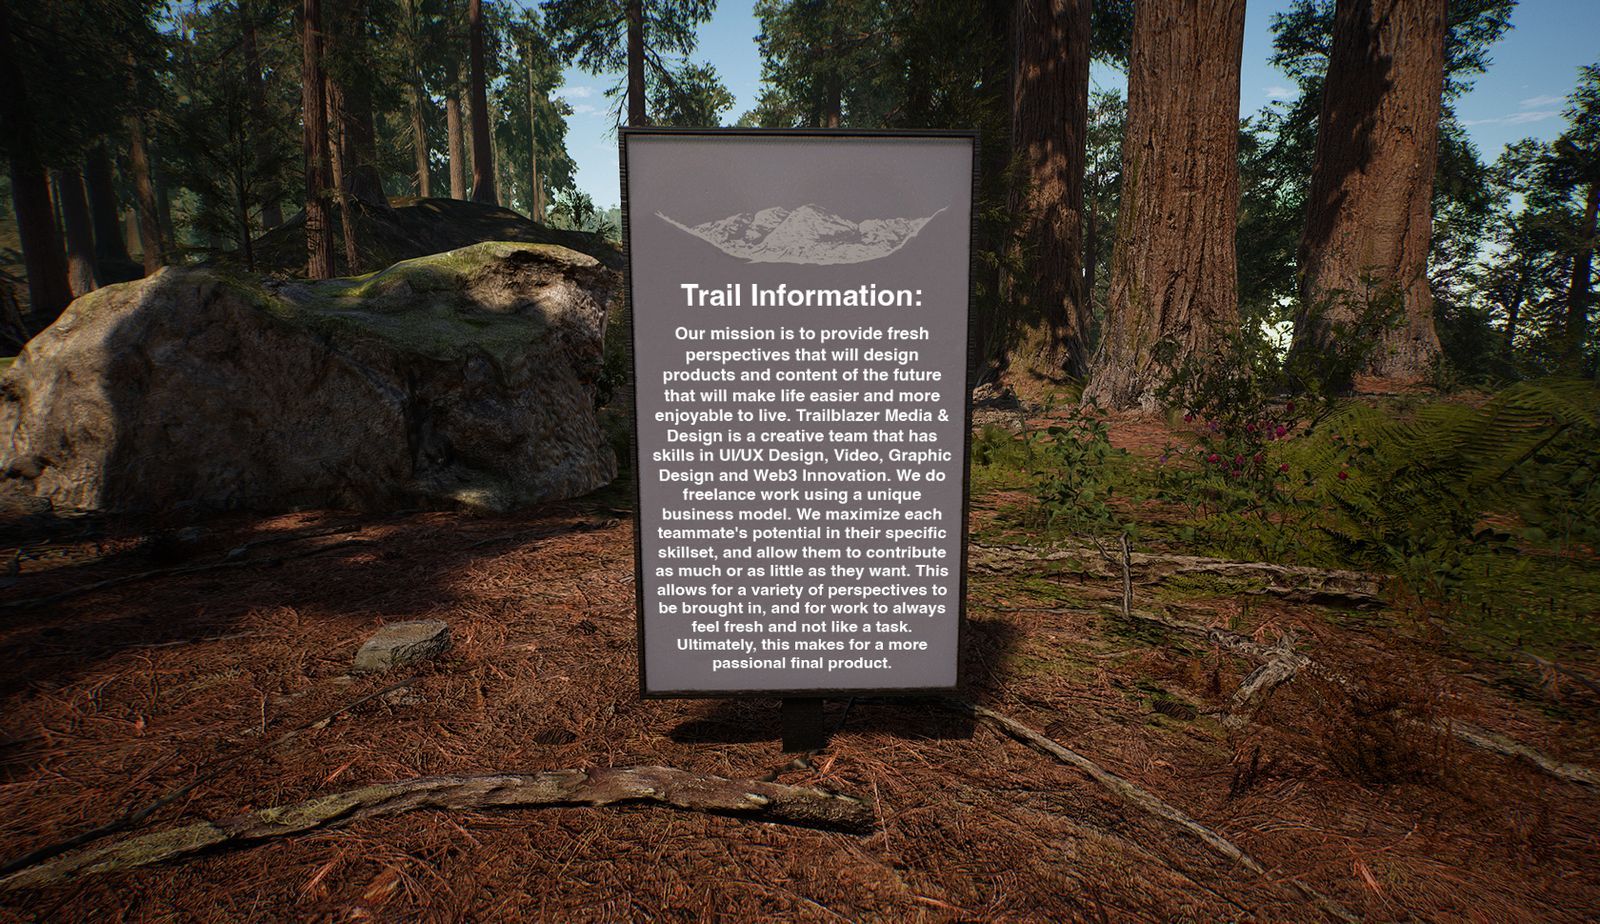 Trail Information:
Our mission is to provide fresh
perspectives that will design
products and content of the future
that will make life easier and more
enjoyable to live. Trailblazer Media &
Design is a creative team that has
skills in UI/UX Design, Video, Graphic
Design and Web3 Innovation. We do
freelance work using a unique
business model. We maximize each
teammate's potential in their specific
skillset, and allow them to contribute
as much or as little as they want. This
allows for a variety of perspectives to
be brought in, and for work to always
feel fresh and not like a task.
Ultimately, this makes for a more
passional final product.